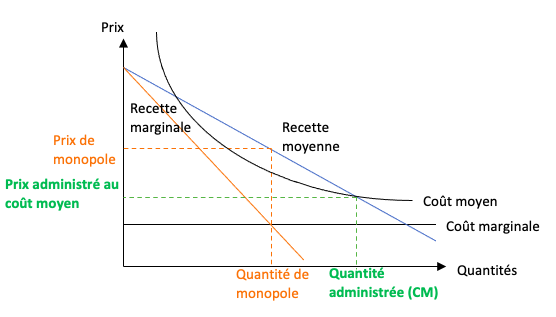 Prix
Recette
marginale
Recette
moyenne
Prix de
monopole
Prix administré au
coût moyen
Coût moyen
Coût marginale
Quantités
Quantité de
monopole
Quantité
administrée (CM)